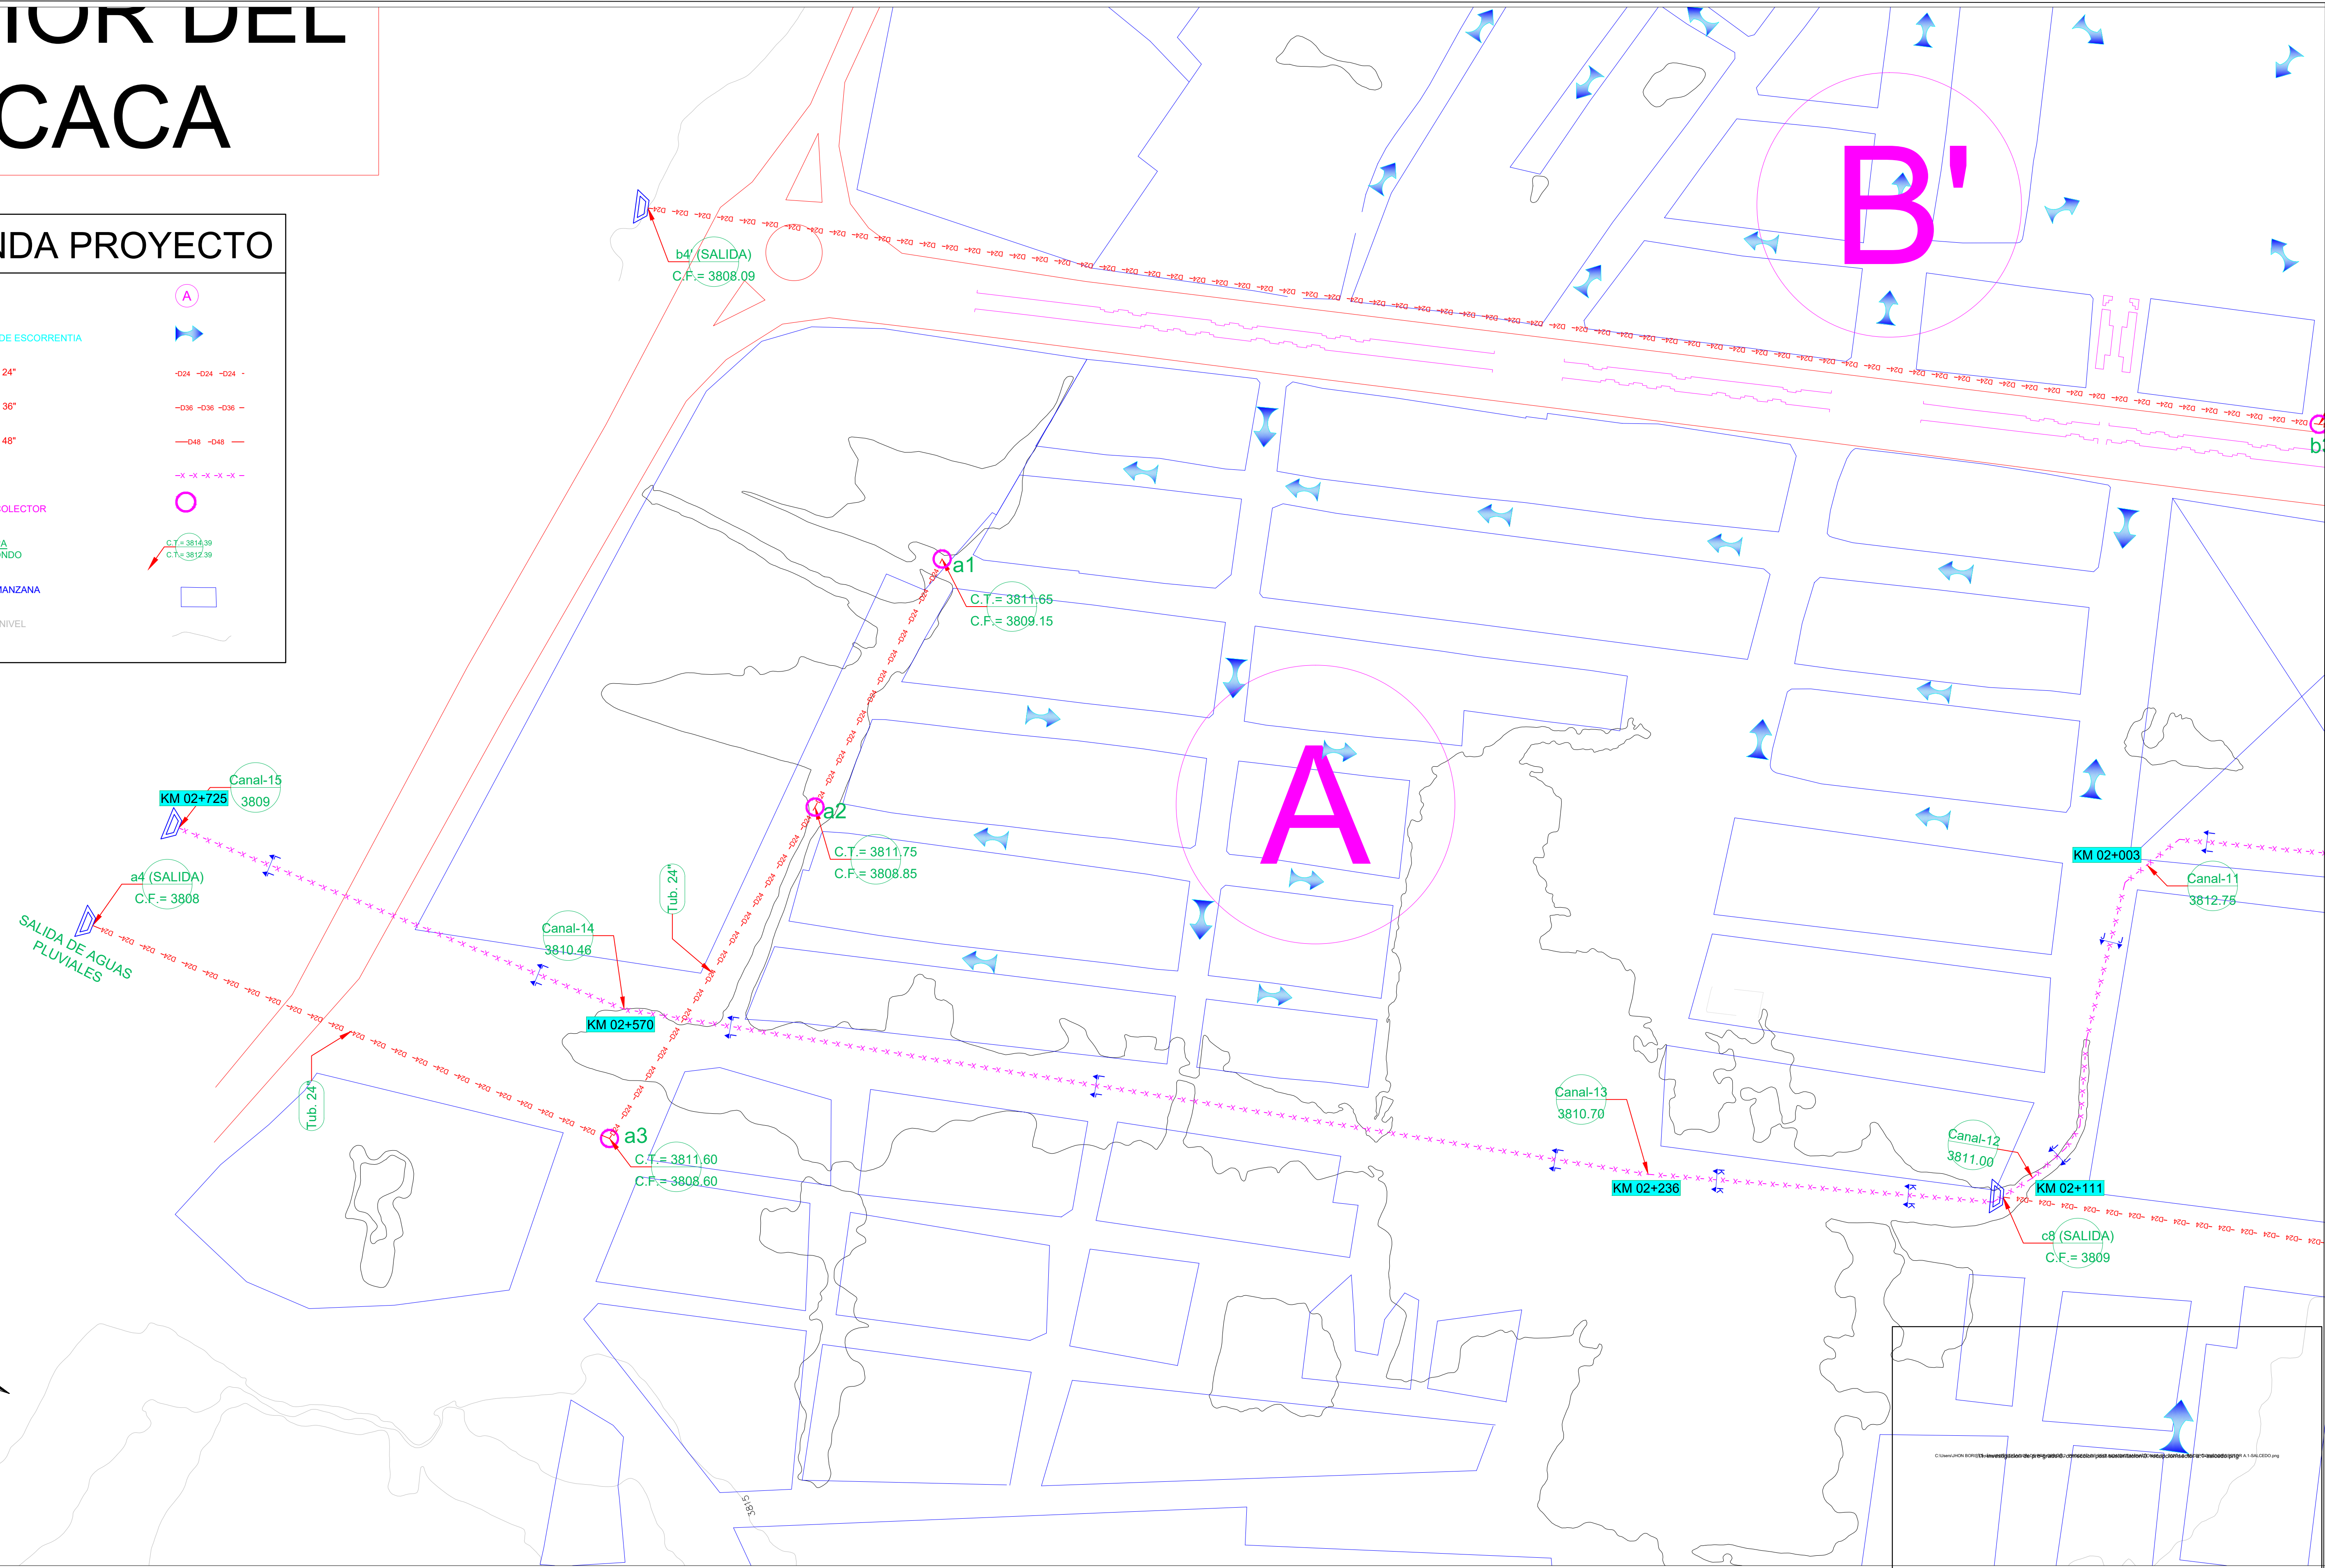 IOR DEL
CACA
NDA PROYECTO
A
DE ESCORRENTIA
24"
-D24 -D24 -D24 -
36"
-D36 -D36 -D36 -
48"
-D48 -D48
-x -x -x -x -x -
OLECTOR
A
NDO
C.T.= 3814.39
C.T.= 3812.39
MANZANA
NIVEL
b4' (SALIDA)
C.F.= 3808.09
B'
b3
a1
C.T.= 3811.65
C.F.= 3809.15
A
a2
C.T.= 3811.75
C.F.= 3808.85
Canal-15
3809
KM 02+725
a4 (SALIDA)
C.F.= 3808
SALIDA DE AGUAS
PLUVIALES
Tub. 24"
Canal-14
3810.46
KM 02+570
Tub. 24"
a3
C.T.= 3811.60
C.F.= 3808.60
KM 02+003
Canal-11
3812.75
Canal-13
3810.70
KM 02+236
Canal-12
3811.00
KM 02+111
c8 (SALIDA)
C.F.= 3809
3815